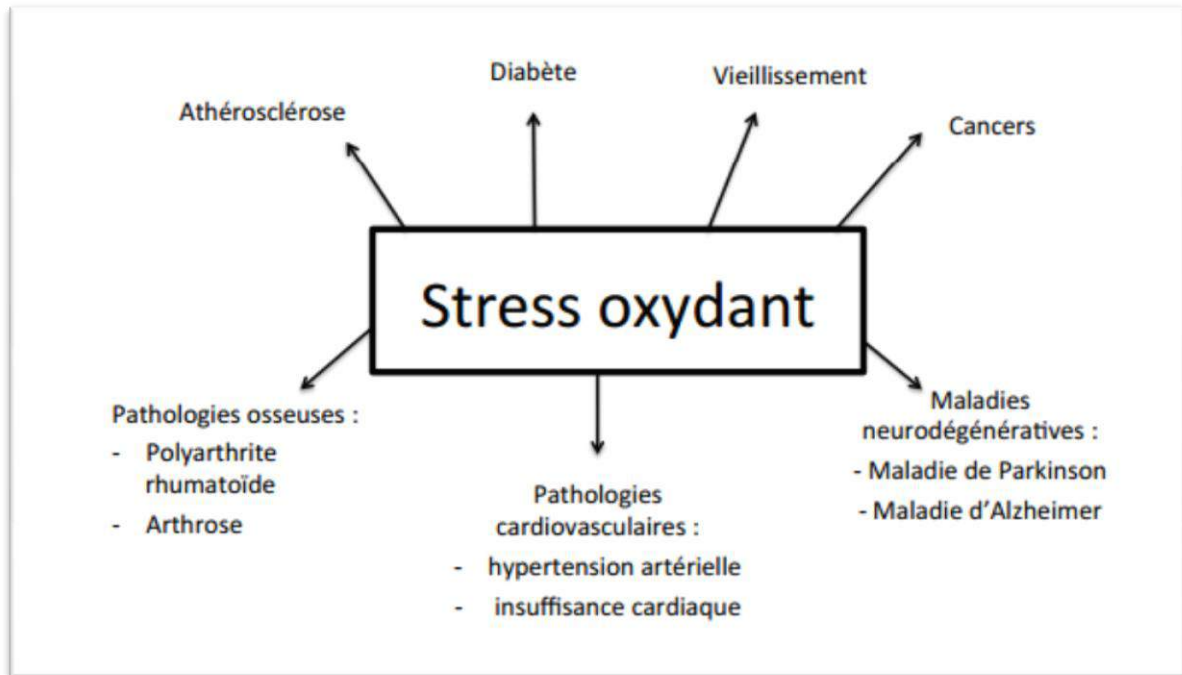 Diabète
Vieillissement
Athérosclérose
Cancers
Stress oxydant
Pathologies osseuses :
- Polyarthrite
rhumatoïde
- Arthrose
Pathologies
cardiovasculaires :
- hypertension artérielle
- insuffisance cardiaque
Maladies
neurodégénératives :
- Maladie de Parkinson
- Maladie d’Alzheimer